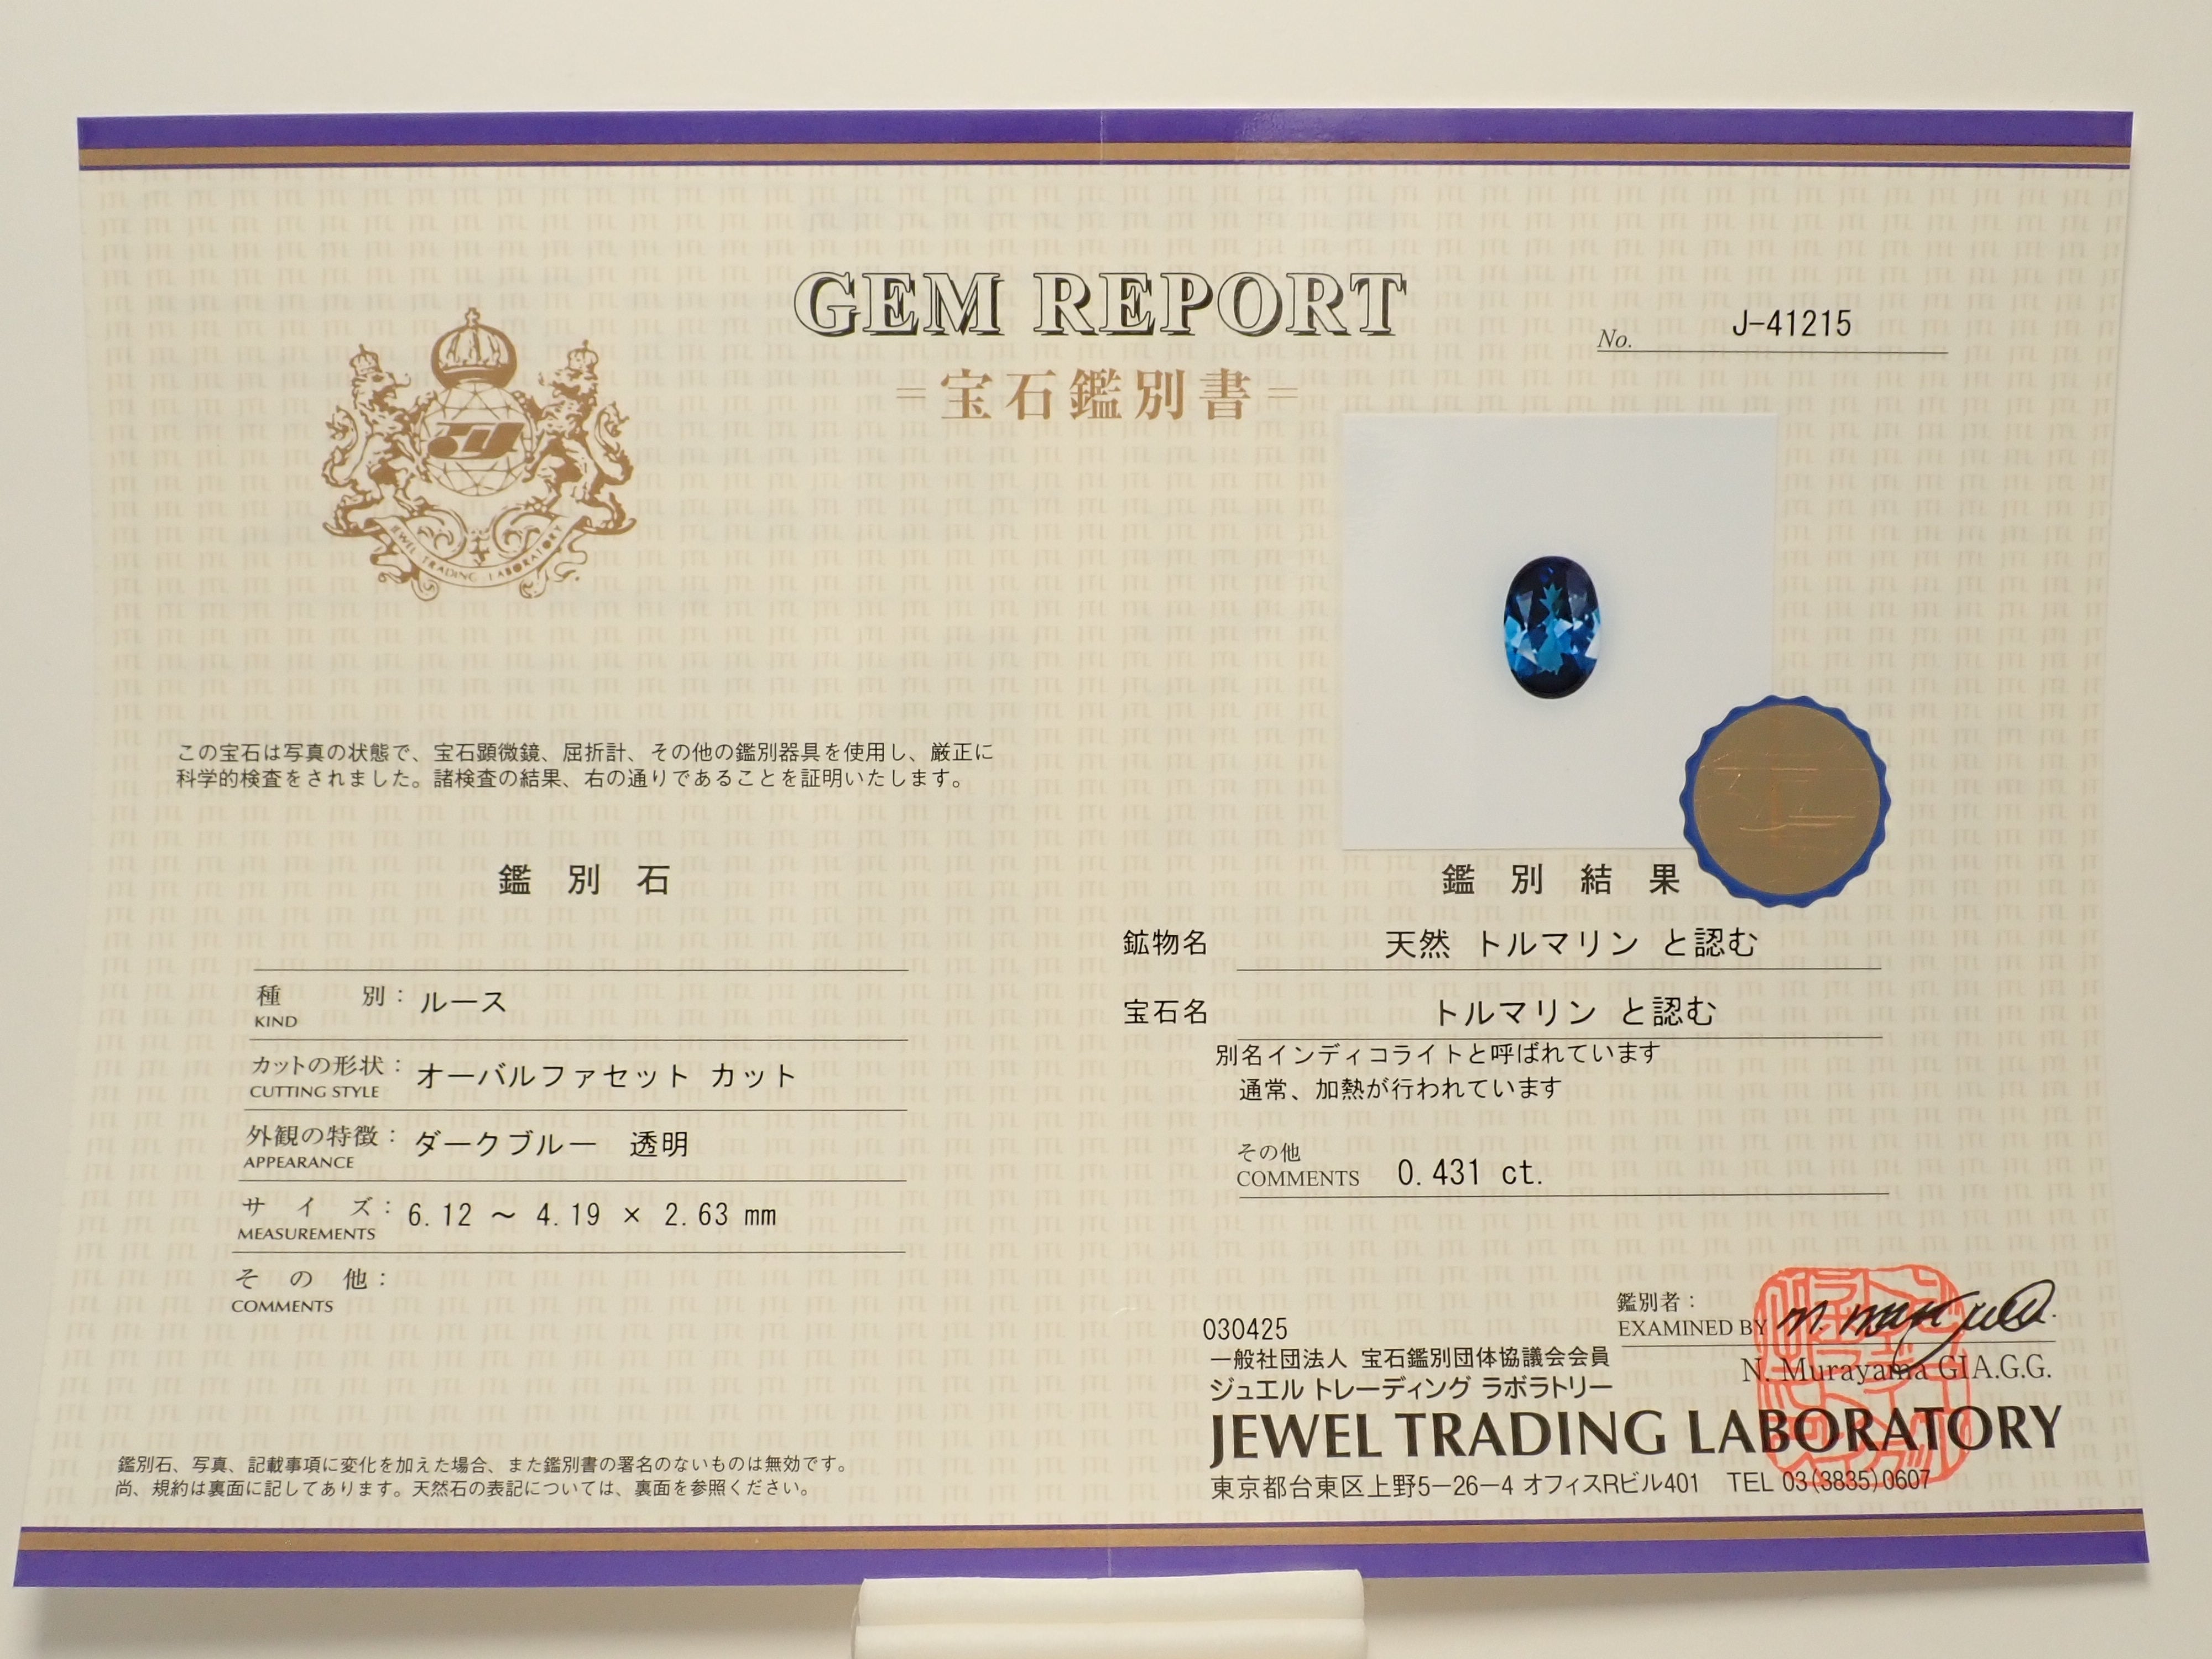 GEM REPORT
No. J-41215
=宝石鑑別書=
JEWEL TRADING LABORATORY
この宝石は写真の状態で、宝石顕微鏡、屈折計、その他の鑑別器具を使用し、厳正に
科学的検査をされました。諸検査の結果、右の通りであることを証明いたします。
鑑別石
種別: ルース
KIND
カットの形状: オーバルファセット カット
CUTTING STYLE
外観の特徴: ダークブルー 透明
APPEARANCE
サイズ: 6.12 ～ 4.19 × 2.63 mm
MEASUREMENTS
その他:
COMMENTS
鑑別石、写真、記載事項に変化を加えた場合、また鑑別書の署名のないものは無効です。
尚、規約は裏面に記してあります。天然石の表記については、裏面を参照ください。
鑑別結果
鉱物名 天然 トルマリン と認む
宝石名 トルマリン と認む
別名インディコライトと呼ばれています
通常、加熱が行われています
その他
COMMENTS 0.431 ct.
鑑別者:
EXAMINED BY
N. Murayama GIA.G.G.
030425
一般社団法人 宝石鑑別団体協議会会員
ジュエル トレーディング ラボラトリー
JEWEL TRADING LABORATORY
東京都台東区上野5-26-4 オフィスRビル401 TEL 03(3835)0607